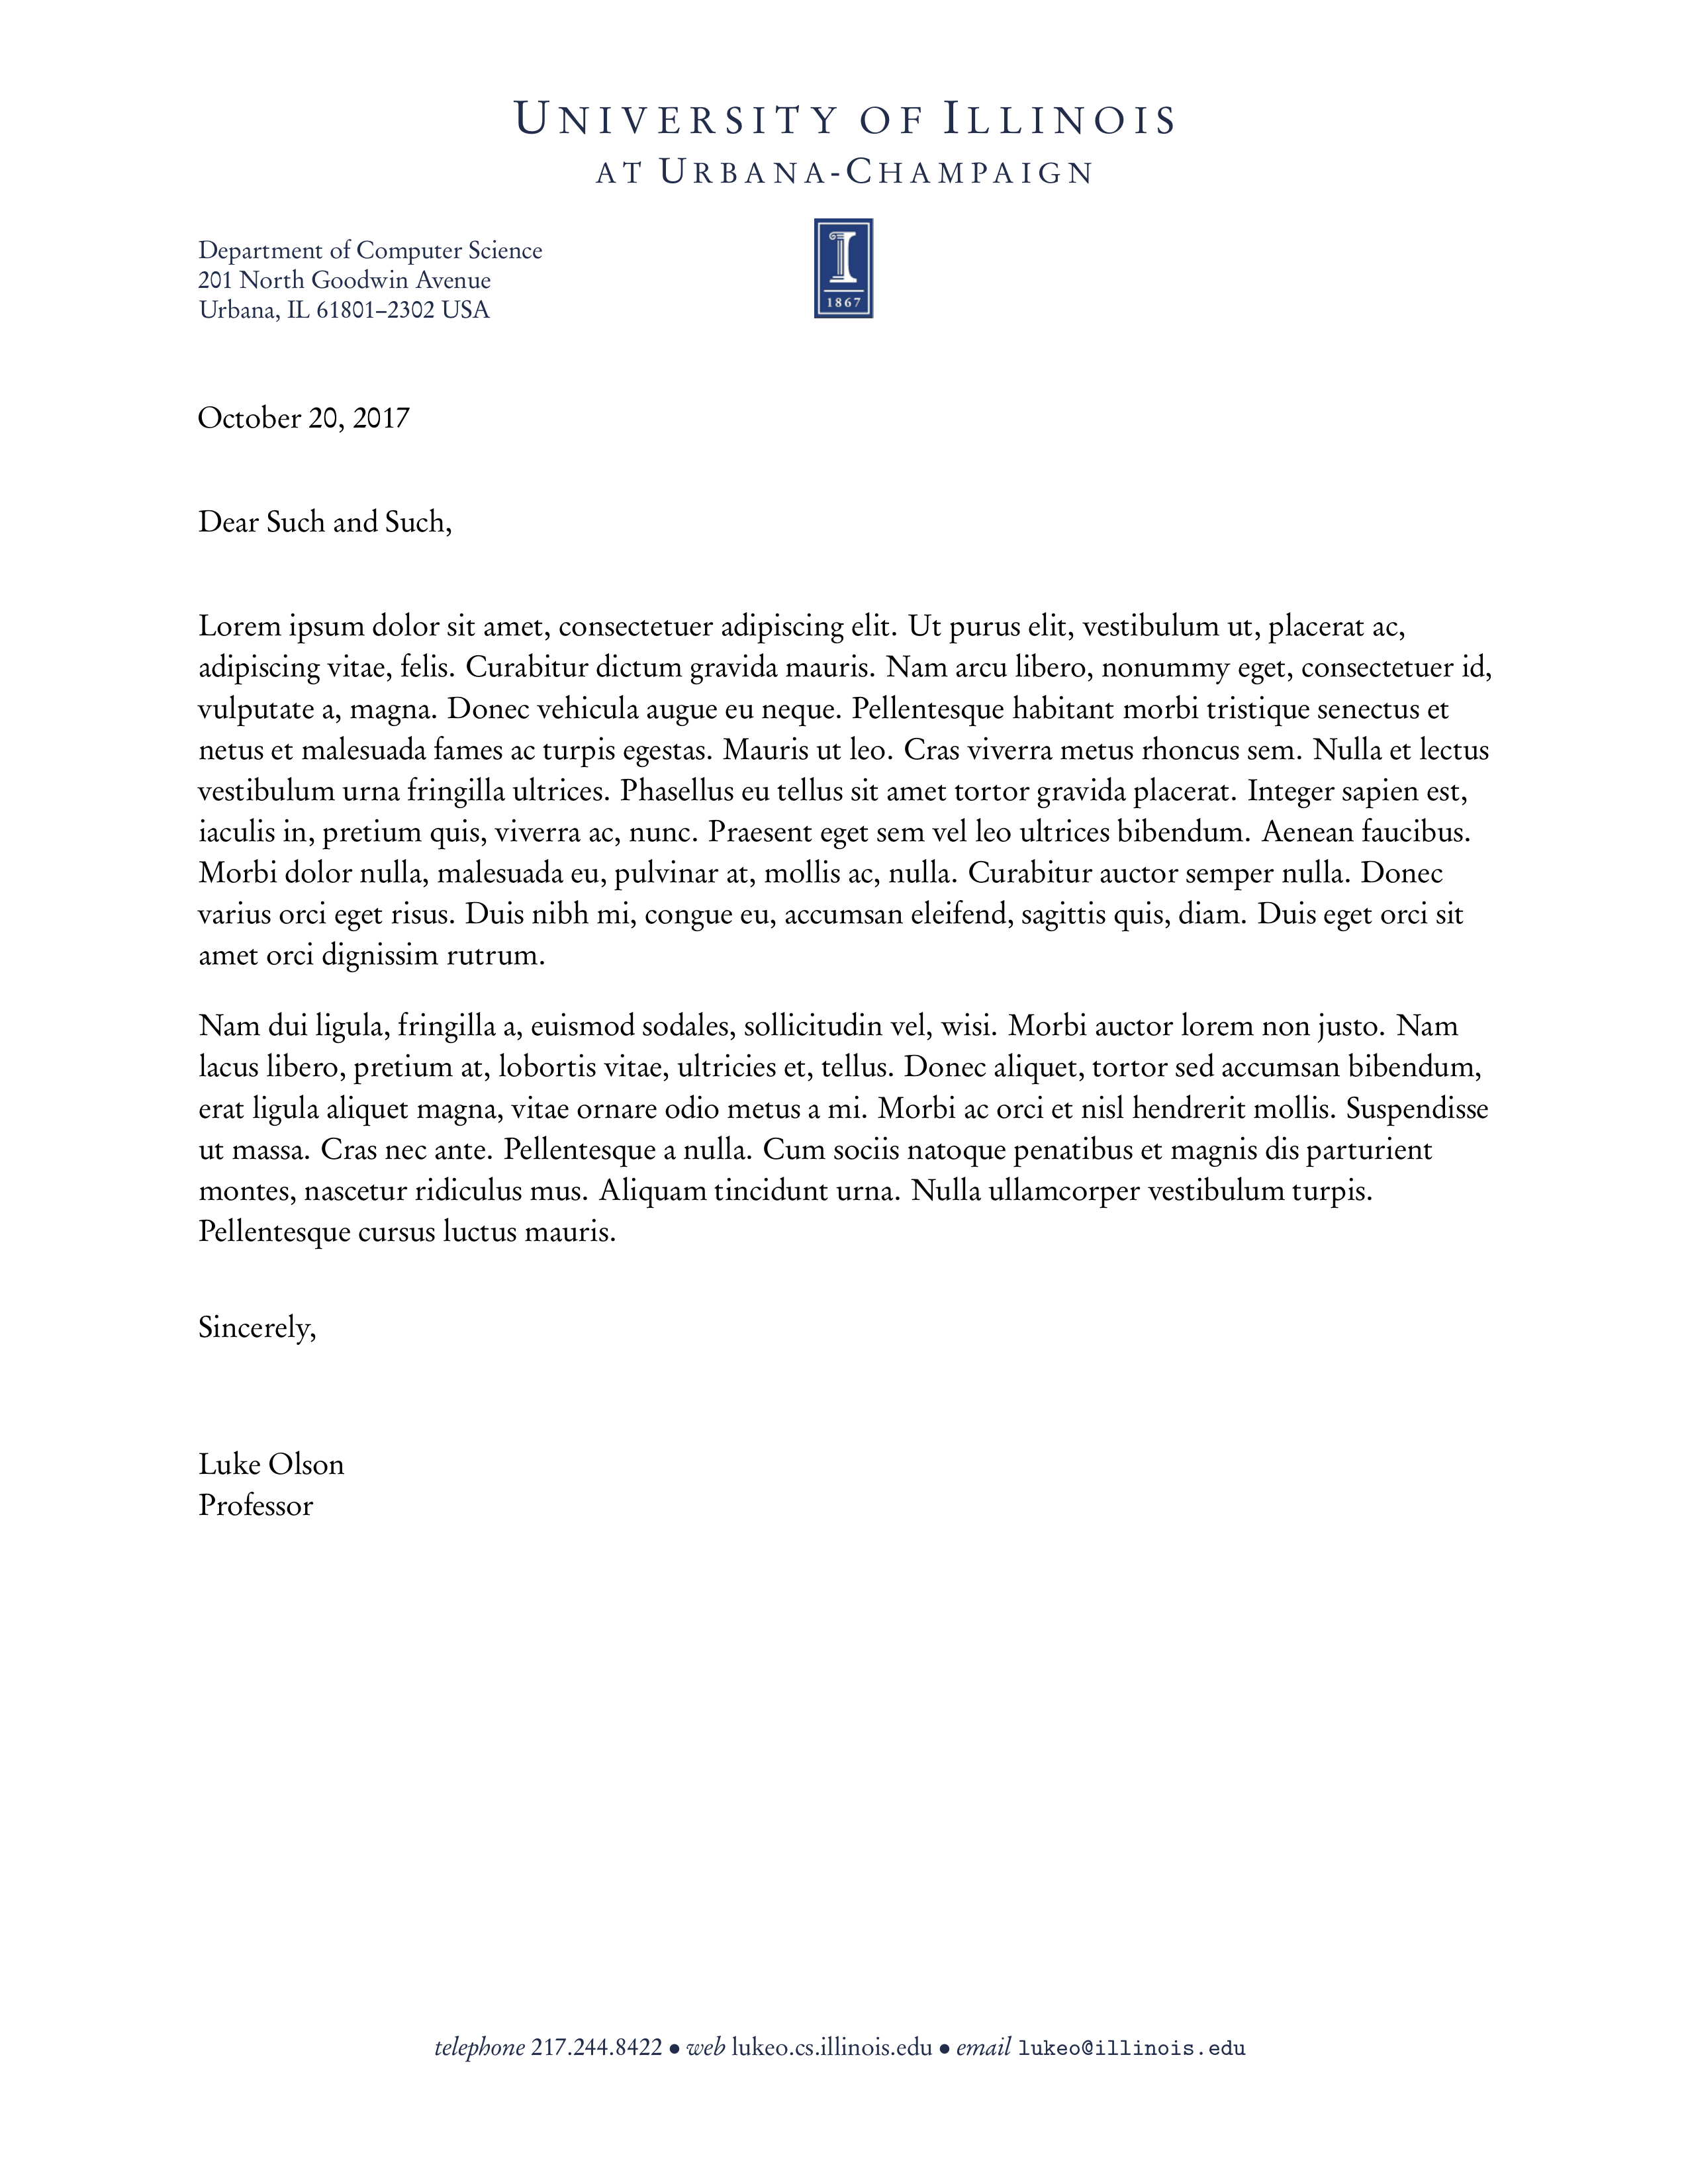 University of Illinois
at Urbana-Champaign
1867
Department of Computer Science
201 North Goodwin Avenue
Urbana, IL 61801–2302 USA
October 20, 2017
Dear Such and Such,
Lorem ipsum dolor sit amet, consectetuer adipiscing elit. Ut purus elit, vestibulum ut, placerat ac,
adipiscing vitae, felis. Curabitur dictum gravida mauris. Nam arcu libero, nonummy eget, consectetuer id,
vulputate a, magna. Donec vehicula augue eu neque. Pellentesque habitant morbi tristique senectus et
netus et malesuada fames ac turpis egestas. Mauris ut leo. Cras viverra metus rhoncus sem. Nulla et lectus
vestibulum urna fringilla ultrices. Phasellus eu tellus sit amet tortor gravida placerat. Integer sapien est,
iaculis in, pretium quis, viverra ac, nunc. Praesent eget sem vel leo ultrices bibendum. Aenean faucibus.
Morbi dolor nulla, malesuada eu, pulvinar at, mollis ac, nulla. Curabitur auctor semper nulla. Donec
varius orci eget risus. Duis nibh mi, congue eu, accumsan eleifend, sagittis quis, diam. Duis eget orci sit
amet orci dignissim rutrum.
Nam dui ligula, fringilla a, euismod sodales, sollicitudin vel, wisi. Morbi auctor lorem non justo. Nam
lacus libero, pretium at, lobortis vitae, ultricies et, tellus. Donec aliquet, tortor sed accumsan bibendum,
erat ligula aliquet magna, vitae ornare odio metus a mi. Morbi ac orci et nisl hendrerit mollis. Suspendisse
ut massa. Cras nec ante. Pellentesque a nulla. Cum sociis natoque penatibus et magnis dis parturient
montes, nascetur ridiculus mus. Aliquam tincidunt urna. Nulla ullamcorper vestibulum turpis.
Pellentesque cursus luctus mauris.
Sincerely,
Luke Olson
Professor
telephone 217.244.8422 • web lukeo.cs.illinois.edu • email lukeo@illinois.edu